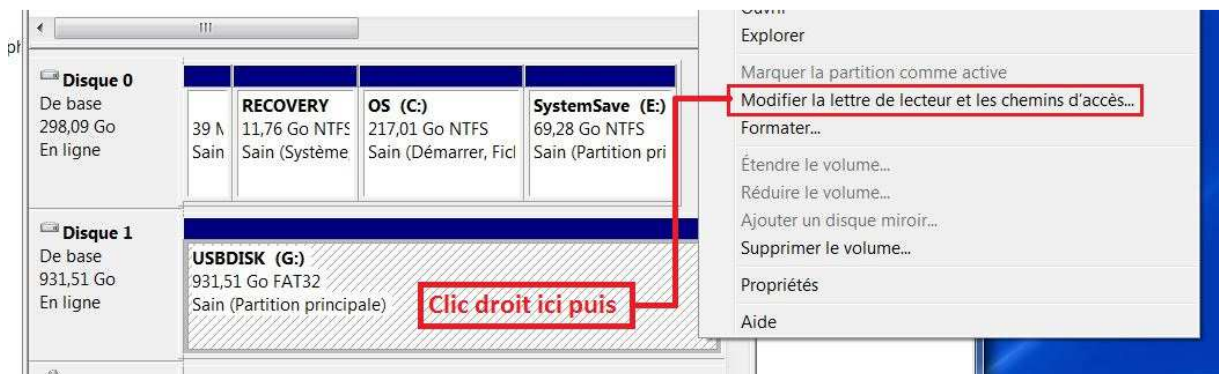 Ouvrir
Explorer
Marquer la partition comme active
Modifier la lettre de lecteur et les chemins d'accès...
Formater...
Étendre le volume...
Réduire le volume...
Ajouter un disque miroir...
Supprimer le volume...
Propriétés
Aide
Disque 0
De base
298,09 Go
En ligne
39 M
Sain
RECOVERY
11,76 Go NTFS
Sain (Système
OS (C:)
217,01 Go NTFS
Sain (Démarrer, Fich
SystemSave (E:)
69,28 Go NTFS
Sain (Partition pri
Disque 1
De base
931,51 Go
En ligne
USBDISK (G:)
931,51 Go FAT32
Sain (Partition principale)
Clic droit ici puis